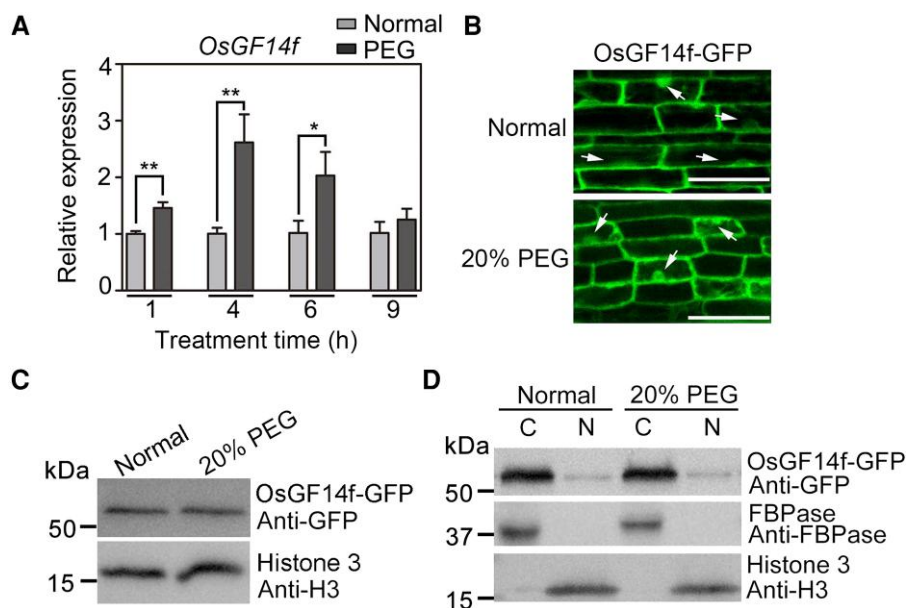 A
OsGF14f
Normal
PEG
Relative expression
4
3
2
1
0
**
**
*
1 4 6 9
Treatment time (h)
B
OsGF14f-GFP
Normal
20% PEG
C
Normal
20% PEG
kDa
50
15
OsGF14f-GFP
Anti-GFP
Histone 3
Anti-H3
D
Normal 20% PEG
C N C N
kDa
50
37
15
OsGF14f-GFP
Anti-GFP
FBPase
Anti-FBPase
Histone 3
Anti-H3